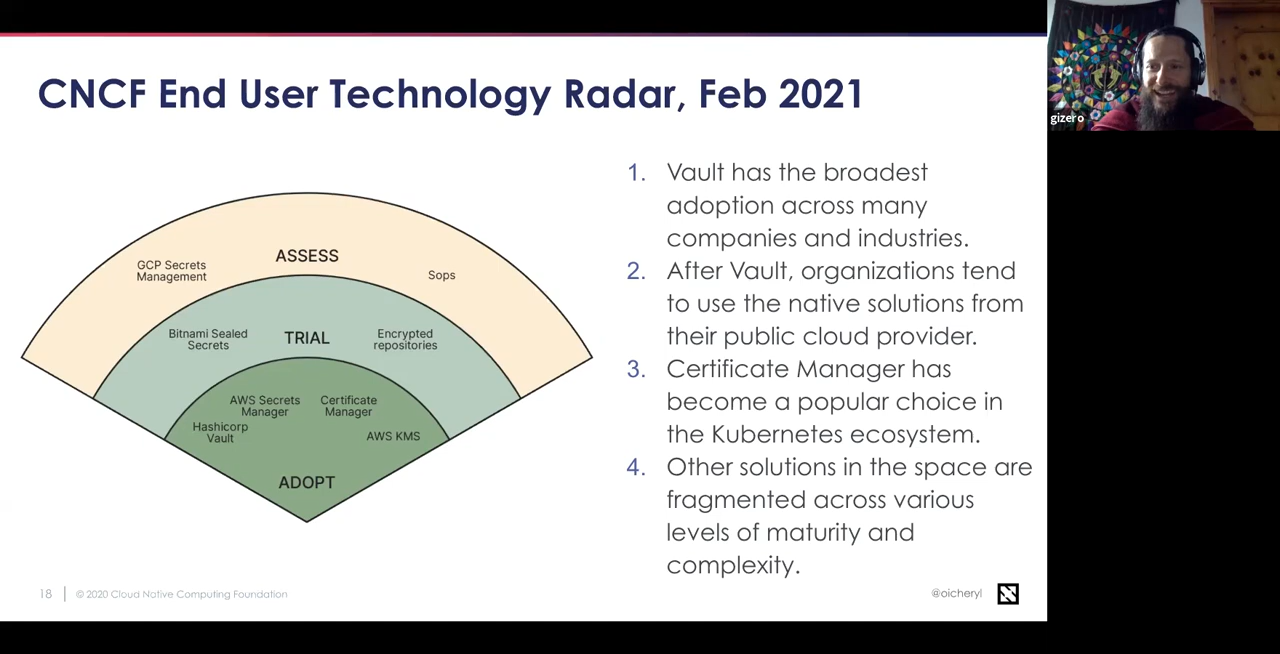 CNCF End User Technology Radar, Feb 2021
gizero
ASSESS
GCP Secrets
Management
Sops
TRIAL
Bitnami Sealed
Secrets
Encrypted
repositories
AWS Secrets
Manager
Certificate
Manager
Hashicorp
Vault
AWS KMS
ADOPT
1. Vault has the broadest
adoption across many
companies and industries.
2. After Vault, organizations tend
to use the native solutions from
their public cloud provider.
3. Certificate Manager has
become a popular choice in
the Kubernetes ecosystem.
4. Other solutions in the space are
fragmented across various
levels of maturity and
complexity.
18 | © 2020 Cloud Native Computing Foundation
@oicheryl